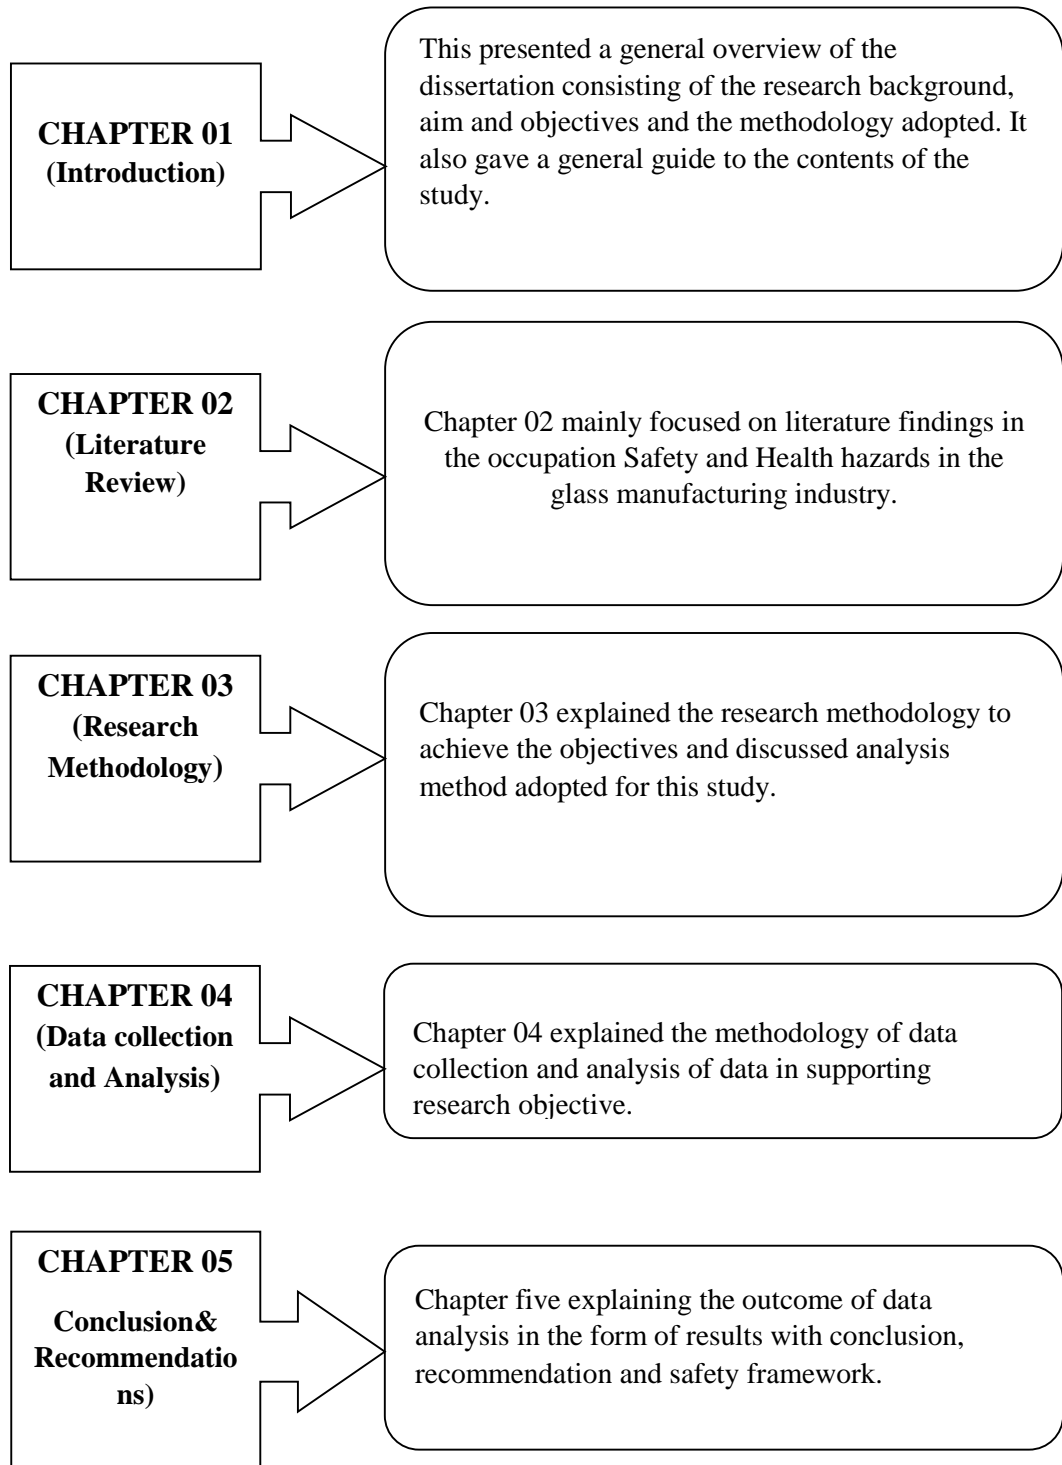 CHAPTER 01
(Introduction)
This presented a general overview of the
dissertation consisting of the research background,
aim and objectives and the methodology adopted. It
also gave a general guide to the contents of the
study.
CHAPTER 02
(Literature
Review)
Chapter 02 mainly focused on literature findings in
the occupation Safety and Health hazards in the
glass manufacturing industry.
CHAPTER 03
(Research
Methodology)
Chapter 03 explained the research methodology to
achieve the objectives and discussed analysis
method adopted for this study.
CHAPTER 04
(Data collection
and Analysis)
Chapter 04 explained the methodology of data
collection and analysis of data in supporting
research objective.
CHAPTER 05
Conclusion&
Recommendatio
ns)
Chapter five explaining the outcome of data
analysis in the form of results with conclusion,
recommendation and safety framework.